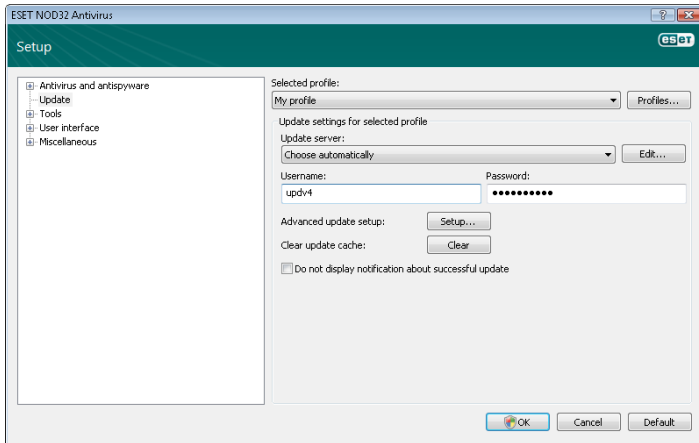 ESET NOD32 Antivirus
Setup
eset
Antivirus and antispyware
Update
Tools
User interface
Miscellaneous
Selected profile:
My profile
Profiles...
Update settings for selected profile
Update server:
Choose automatically
Edit...
Username:
Password:
updv4
••••••••••
Advanced update setup:
Setup...
Clear update cache:
Clear
Do not display notification about successful update
OK
Cancel
Default